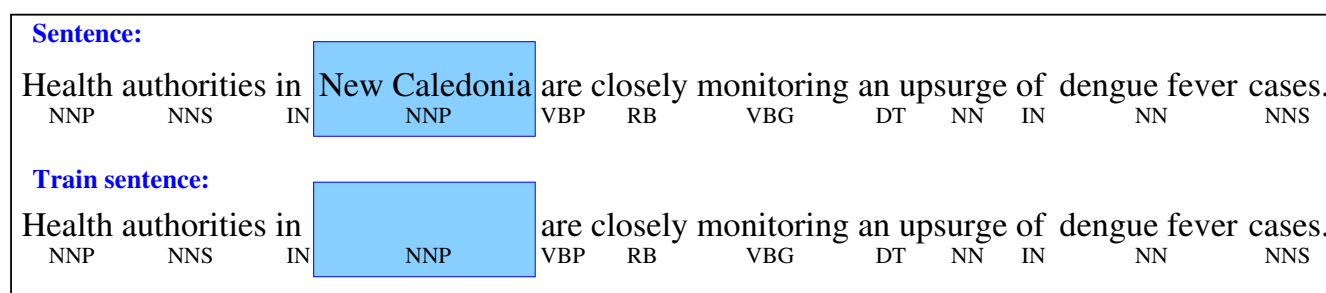 Sentence:
Health authorities in New Caledonia are closely monitoring an upsurge of dengue fever cases.
NNP NNS IN NNP VBP RB VBG DT NN IN NN NNS
Train sentence:
Health authorities in are closely monitoring an upsurge of dengue fever cases.
NNP NNS IN NNP VBP RB VBG DT NN IN NN NNS